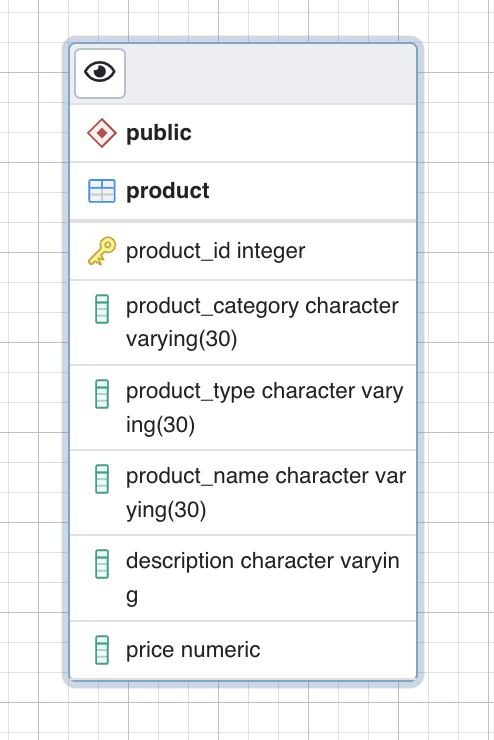 public
product
product_id integer
product_category character
varying(30)
product_type character vary
ing(30)
product_name character var
ying(30)
description character varyin
g
price numeric